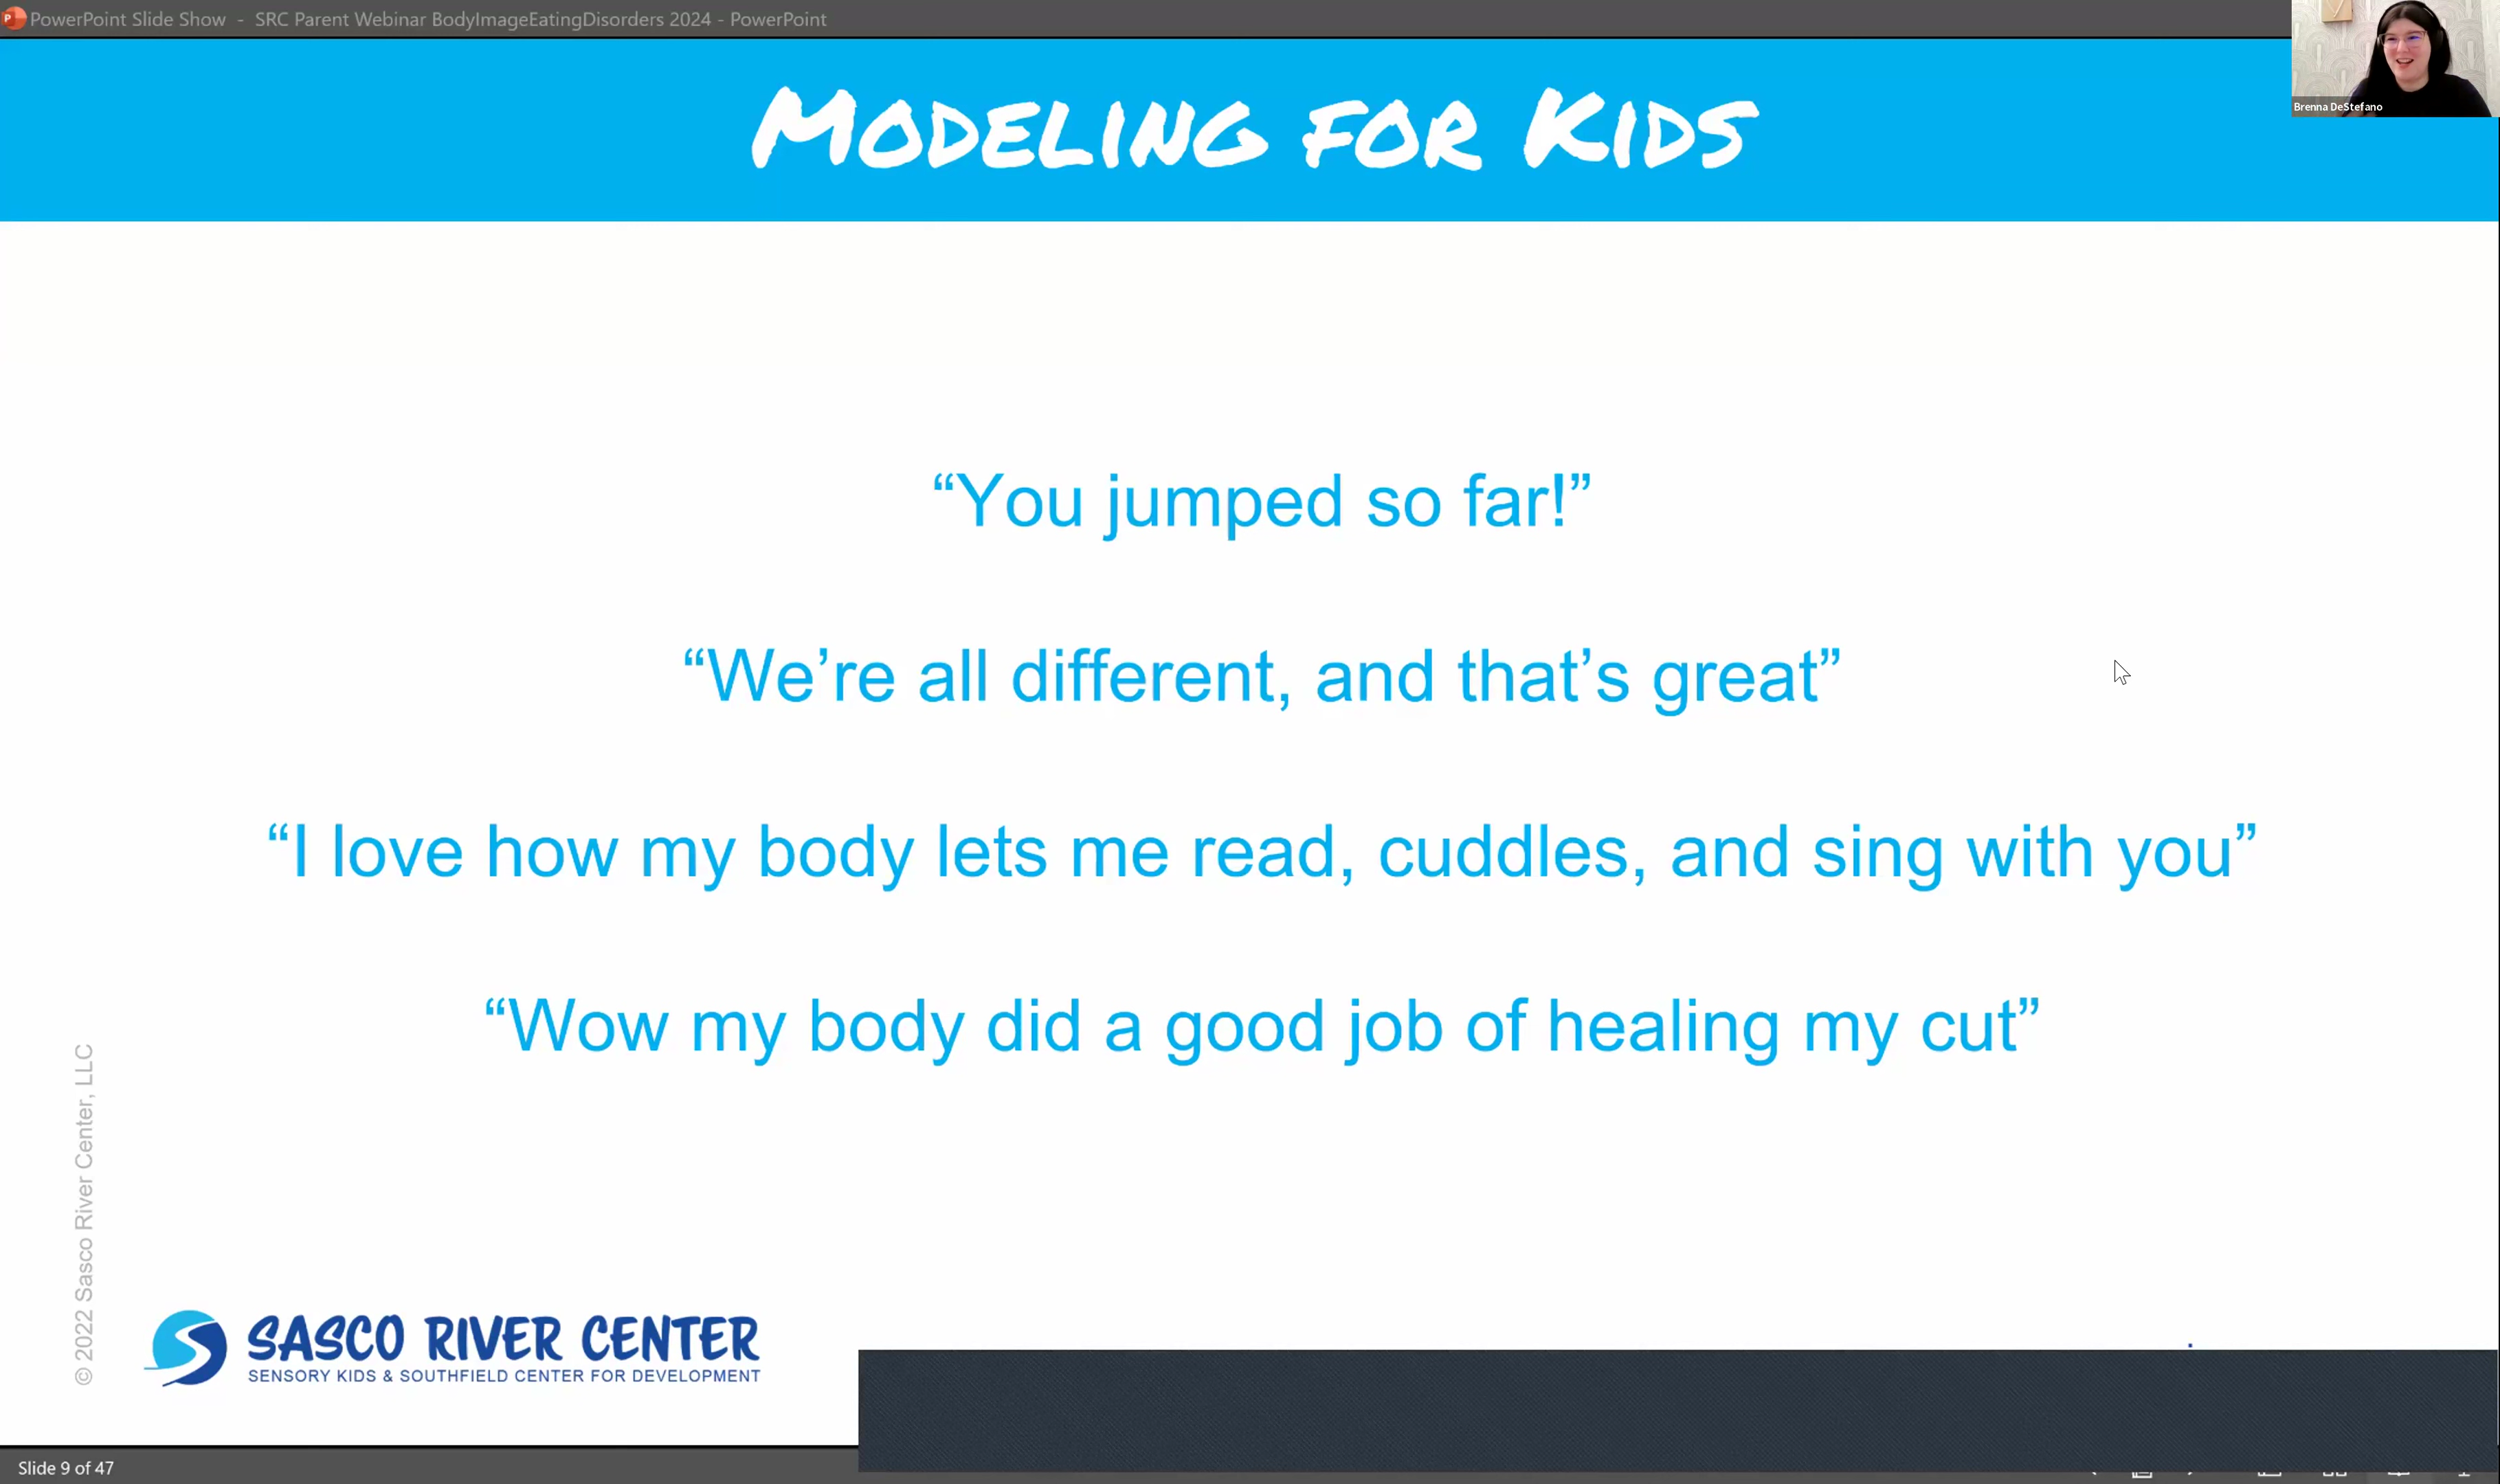 PowerPoint Slide Show - SRC Parent Webinar BodyImageEatingDisorders 2024 - PowerPoint
Brenna DeStefano
Modeling for Kids
“You jumped so far!”
“We’re all different, and that’s great”
“I love how my body lets me read, cuddles, and sing with you”
“Wow my body did a good job of healing my cut”
© 2022 Sasco River Center, LLC
SASCO RIVER CENTER
SENSORY KIDS & SOUTHFIELD CENTER FOR DEVELOPMENT
Slide 9 of 47